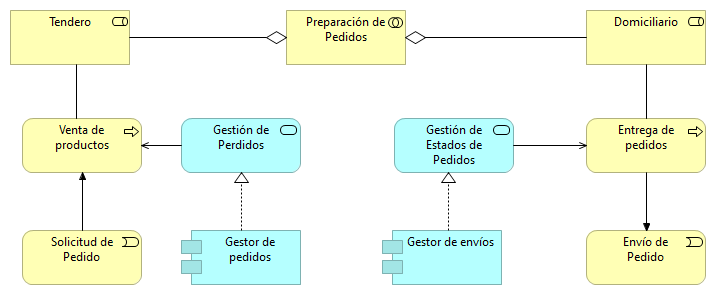 Tendero
Preparación de
Pedidos
Domiciliario
Venta de
productos
Gestión de
Perdidos
Gestión de
Estados de
Pedidos
Entrega de
pedidos
Solicitud de
Pedido
Gestor de
pedidos
Gestor de envíos
Envío de
Pedido